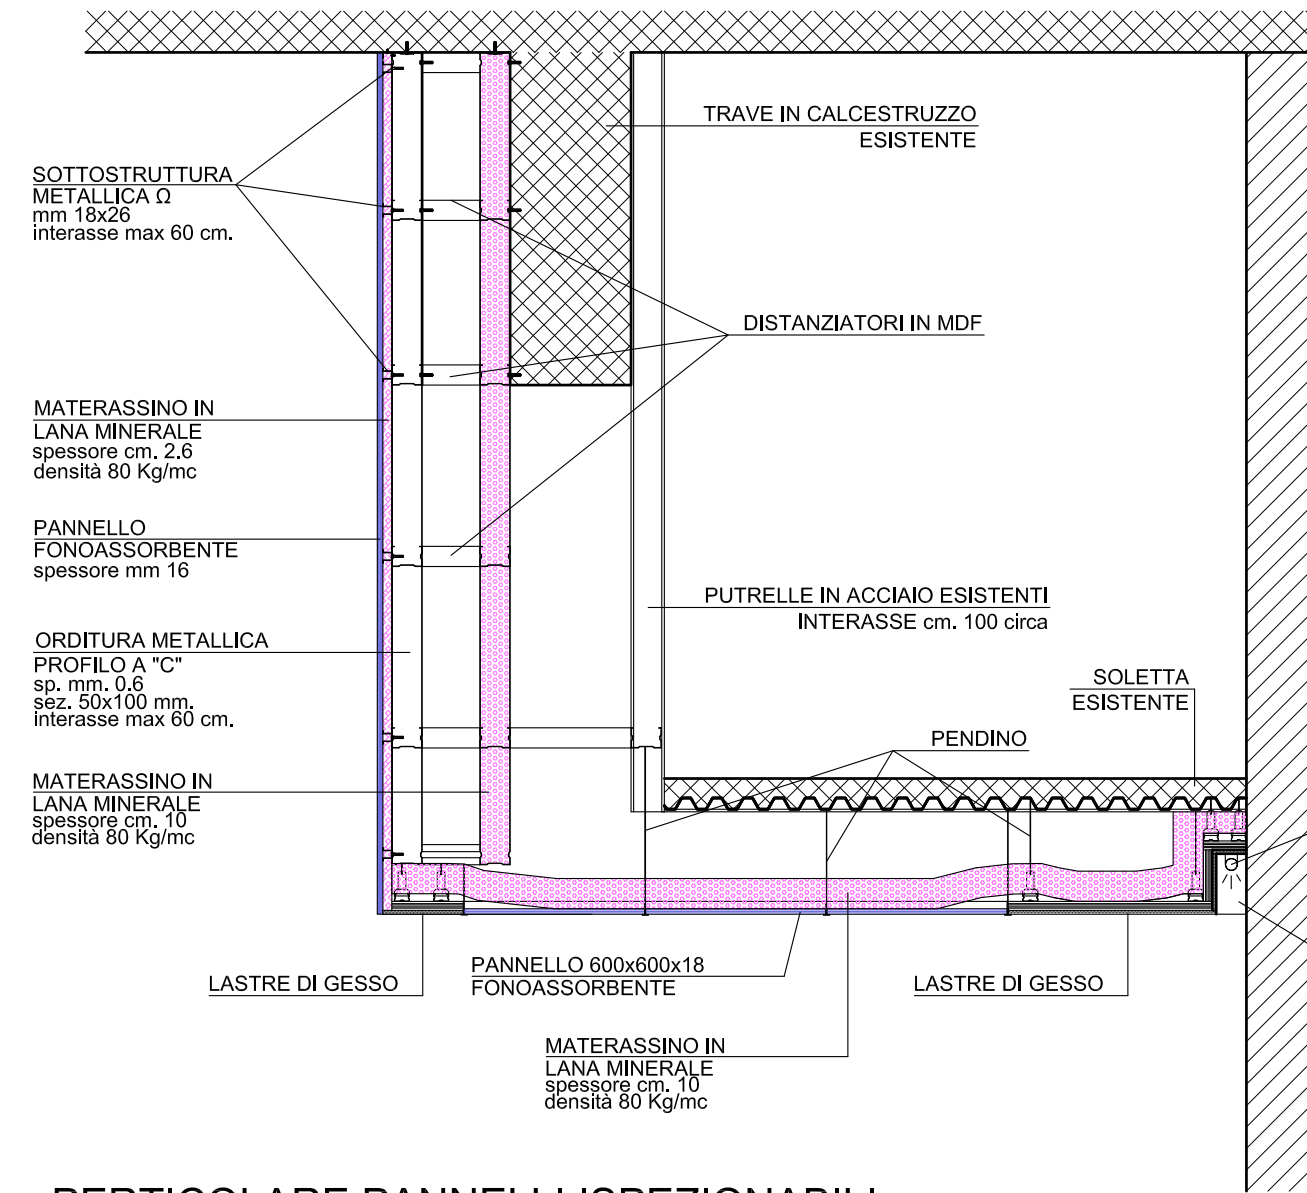 TRAVE IN CALCESTRUZZO
ESISTENTE
SOTTOSTRUTTURA
METALLICA Ω
mm 18x26
interasse max 60 cm.
DISTANZIATORI IN MDF
MATERASSINO IN
LANA MINERALE
spessore cm. 2.6
densità 80 Kg/mc
PANNELLO
FONOASSORBENTE
spessore mm 16
PUTRELLE IN ACCIAIO ESISTENTI
INTERASSE cm. 100 circa
ORDITURA METALLICA
PROFILO A "C"
sp. mm. 0.6
sez. 50x100 mm.
interasse max 60 cm.
SOLETTA
ESISTENTE
PENDINO
MATERASSINO IN
LANA MINERALE
spessore cm. 10
densità 80 Kg/mc
LASTRE DI GESSO
PANNELLO 600x600x18
FONOASSORBENTE
LASTRE DI GESSO
MATERASSINO IN
LANA MINERALE
spessore cm. 10
densità 80 Kg/mc
PERTICOLARE PANNELLI ISPEZIONABILI